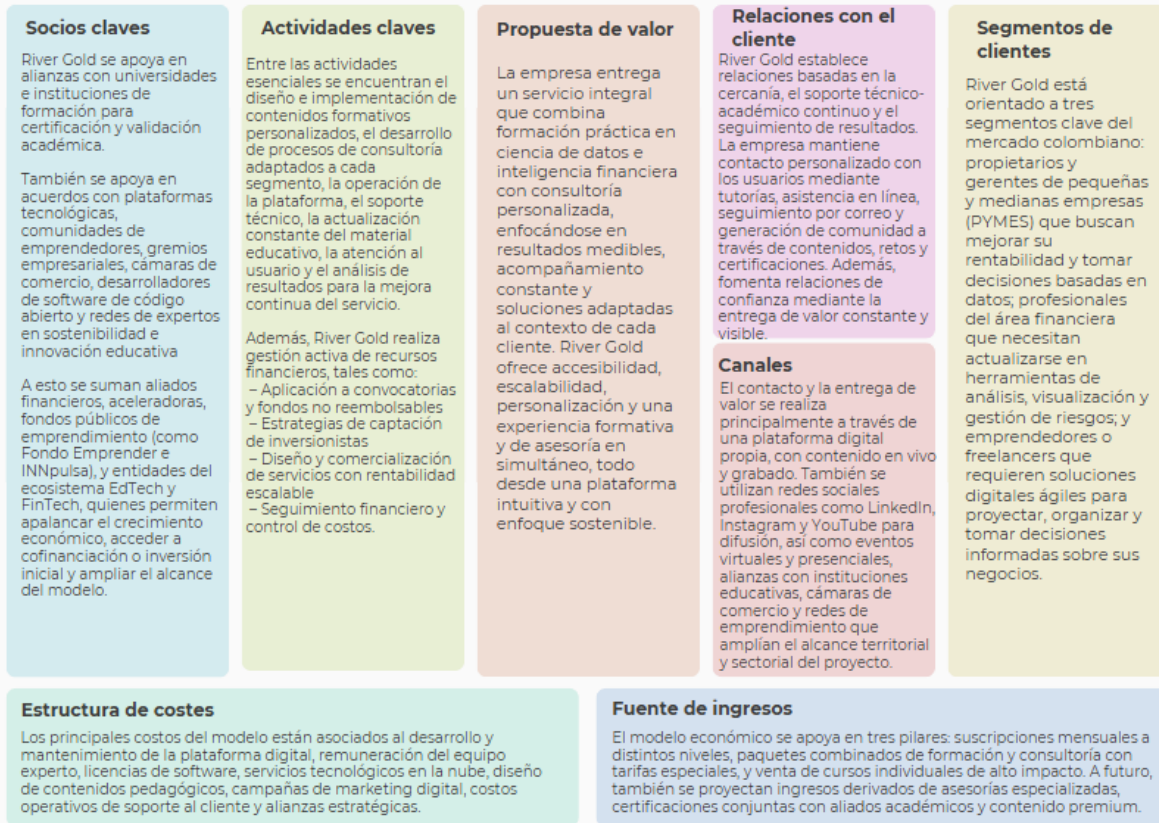 Socios claves
River Gold se apoya en
alianzas con universidades
e instituciones de
formación para
certificación y validación
académica.
También se apoya en
acuerdos con plataformas
tecnológicas,
comunidades de
emprendedores, gremios
empresariales, cámaras de
comercio, desarrolladores
de software de código
abierto y redes de expertos
en sostenibilidad e
innovación educativa
A esto se suman aliados
financieros, aceleradoras,
fondos públicos de
emprendimiento (como
Fondo Emprender e
INNpulsa), y entidades del
ecosistema EdTech y
FinTech, quienes permiten
apalancar el crecimiento
económico, acceder a
cofinanciación o inversión
inicial y ampliar el alcance
del modelo.
Actividades claves
Entre las actividades
esenciales se encuentran el
diseño e implementación de
contenidos formativos
personalizados, el desarrollo
de procesos de consultoría
adaptados a cada
segmento, la operación de
la plataforma, el soporte
técnico, la actualización
constante del material
educativo, la atención al
usuario y el análisis de
resultados para la mejora
continua del servicio.
Además, River Gold realiza
gestión activa de recursos
financieros, tales como:
– Aplicación a convocatorias
y fondos no reembolsables
– Estrategias de captación
de inversionistas
– Diseño y comercialización
de servicios con rentabilidad
escalable
– Seguimiento financiero y
control de costos.
Propuesta de valor
La empresa entrega
un servicio integral
que combina
formación práctica en
ciencia de datos e
inteligencia financiera
con consultoría
personalizada,
enfocándose en
resultados medibles,
acompañamiento
constante y
soluciones adaptadas
al contexto de cada
cliente. River Gold
ofrece accesibilidad,
escalabilidad,
personalización y una
experiencia formativa
y de asesoría en
simultáneo, todo
desde una plataforma
intuitiva y con
enfoque sostenible.
Relaciones con el
cliente
River Gold establece
relaciones basadas en la
cercanía, el soporte técnico-
académico continuo y el
seguimiento de resultados.
La empresa mantiene
contacto personalizado con
los usuarios mediante
tutorías, asistencia en línea,
seguimiento por correo y
generación de comunidad a
través de contenidos, retos y
certificaciones. Además,
fomenta relaciones de
confianza mediante la
entrega de valor constante y
visible.
Canales
El contacto y la entrega de
valor se realiza
principalmente a través de
una plataforma digital
propia, con contenido en vivo
y grabado. También se
utilizan redes sociales
profesionales como LinkedIn,
Instagram y YouTube para
difusión, así como eventos
virtuales y presenciales,
alianzas con instituciones
educativas, cámaras de
comercio y redes de
emprendimiento que
amplían el alcance territorial
y sectorial del proyecto.
Segmentos de
clientes
River Gold está
orientado a tres
segmentos clave del
mercado colombiano:
propietarios y
gerentes de pequeñas
y medianas empresas
(PYMES) que buscan
mejorar su
rentabilidad y tomar
decisiones basadas en
datos; profesionales
del área financiera
que necesitan
actualizarse en
herramientas de
análisis, visualización y
gestión de riesgos; y
emprendedores o
freelancers que
requieren soluciones
digitales ágiles para
proyectar, organizar y
tomar decisiones
informadas sobre sus
negocios.
Estructura de costes
Los principales costos del modelo están asociados al desarrollo y
mantenimiento de la plataforma digital, remuneración del equipo
experto, licencias de software, servicios tecnológicos en la nube, diseño
de contenidos pedagógicos, campañas de marketing digital, costos
operativos de soporte al cliente y alianzas estratégicas.
Fuente de ingresos
El modelo económico se apoya en tres pilares: suscripciones mensuales a
distintos niveles, paquetes combinados de formación y consultoría con
tarifas especiales, y venta de cursos individuales de alto impacto. A futuro,
también se proyectan ingresos derivados de asesorías especializadas,
certificaciones conjuntas con aliados académicos y contenido premium.